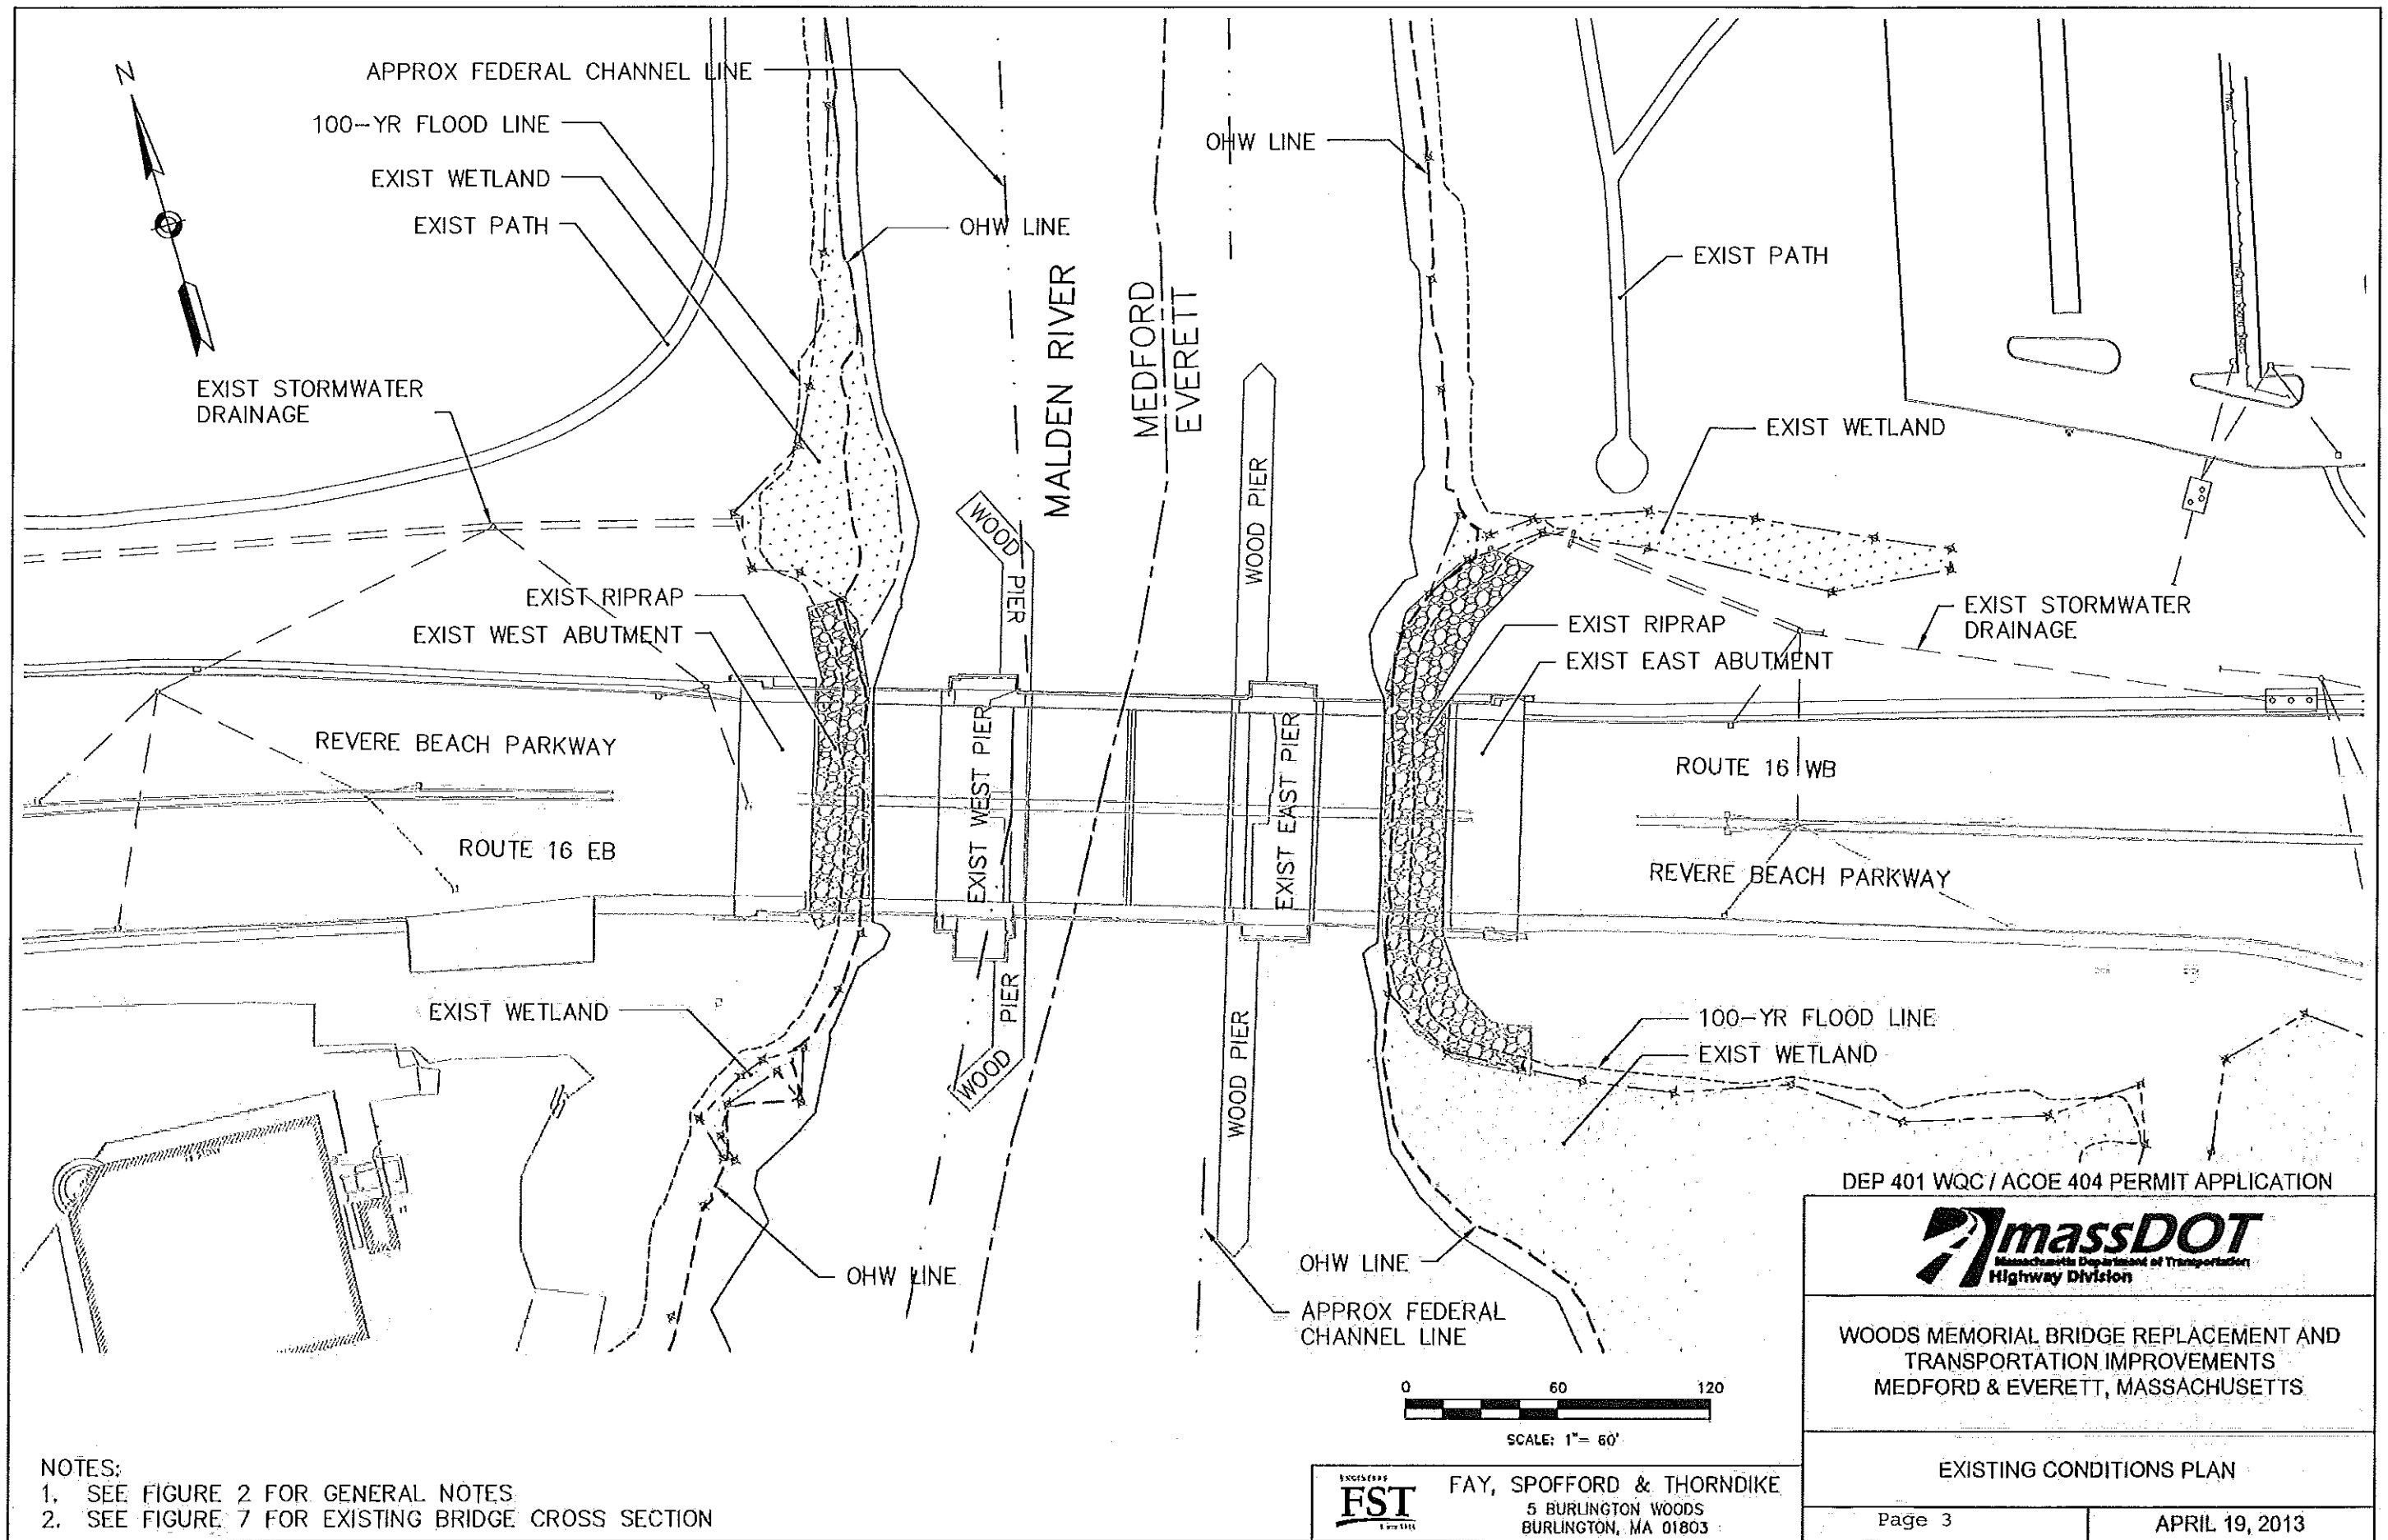 N
APPROX FEDERAL CHANNEL LINE
100-YR FLOOD LINE
EXIST WETLAND
EXIST PATH
OHW LINE
EXIST STORMWATER
DRAINAGE
MALDEN RIVER
MEDFORD
EVERETT
OHW LINE
EXIST PATH
EXIST WETLAND
WOOD PIER
WOOD
PIER
EXIST RIPRAP
EXIST WEST ABUTMENT
EXIST STORMWATER
DRAINAGE
EXIST RIPRAP
EXIST EAST ABUTMENT
REVERE BEACH PARKWAY
ROUTE 16 EB
EXIST WEST PIER
EXIST EAST PIER
ROUTE 16 WB
REVERE BEACH PARKWAY
EXIST WETLAND
PIER
WOOD
WOOD PIER
100-YR FLOOD LINE
EXIST WETLAND
OHW LINE
OHW LINE
APPROX FEDERAL
CHANNEL LINE
DEP 401 WQC / ACOE 404 PERMIT APPLICATION
massDOT
Massachusetts Department of Transportation
Highway Division
WOODS MEMORIAL BRIDGE REPLACEMENT AND
TRANSPORTATION IMPROVEMENTS
MEDFORD & EVERETT, MASSACHUSETTS
0 60 120
SCALE: 1"= 60'
EXISTING CONDITIONS PLAN
Page 3
APRIL 19, 2013
NOTES:
1. SEE FIGURE 2 FOR GENERAL NOTES
2. SEE FIGURE 7 FOR EXISTING BRIDGE CROSS SECTION
ENGINEERS
FST
FAY, SPOFFORD & THORNDIKE
5 BURLINGTON WOODS
BURLINGTON, MA 01803